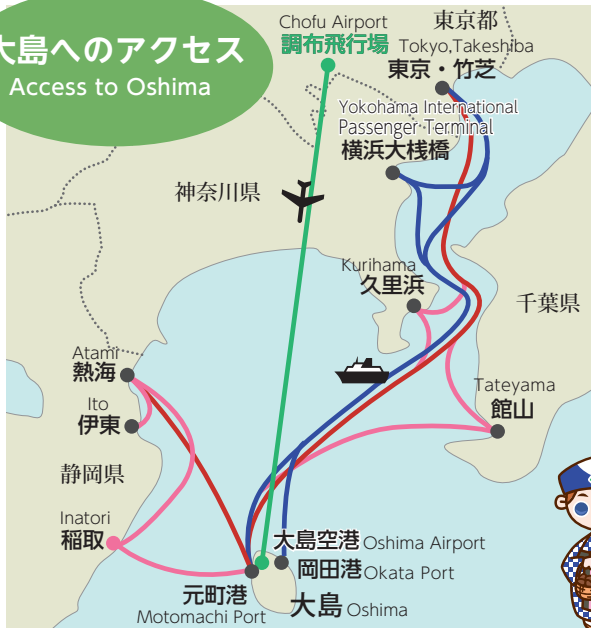 大島へのアクセス
Access to Oshima
Chofu Airport
調布飛行場
東京都
Tokyo,Takeshiba
東京・竹芝
Yokohama International
Passenger Terminal
横浜大桟橋
神奈川県
Kurihama
久里浜
千葉県
Atami
熱海
Ito
伊東
Tateyama
館山
静岡県
Inatori
稲取
大島空港 Oshima Airport
岡田港 Okata Port
元町港
Motomachi Port
大島 Oshima